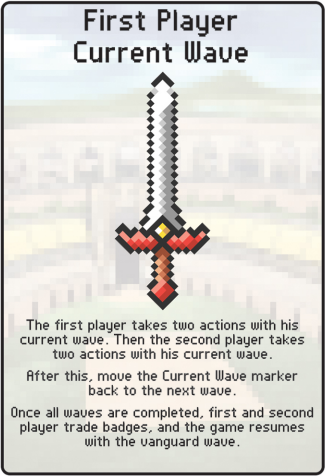 First Player
Current Wave
The first player takes two actions with his
current wave. Then the second player takes
two actions with his current wave.
After this, move the Current Wave marker
back to the next wave.
Once all waves are completed, first and second
player trade badges, and the game resumes
with the vanguard wave.